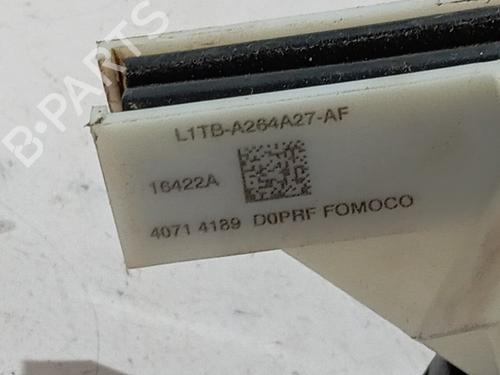 B-PARTS
L1TB-A264A27-AF
16422A
4071 4189 D0PRF FOMOCO